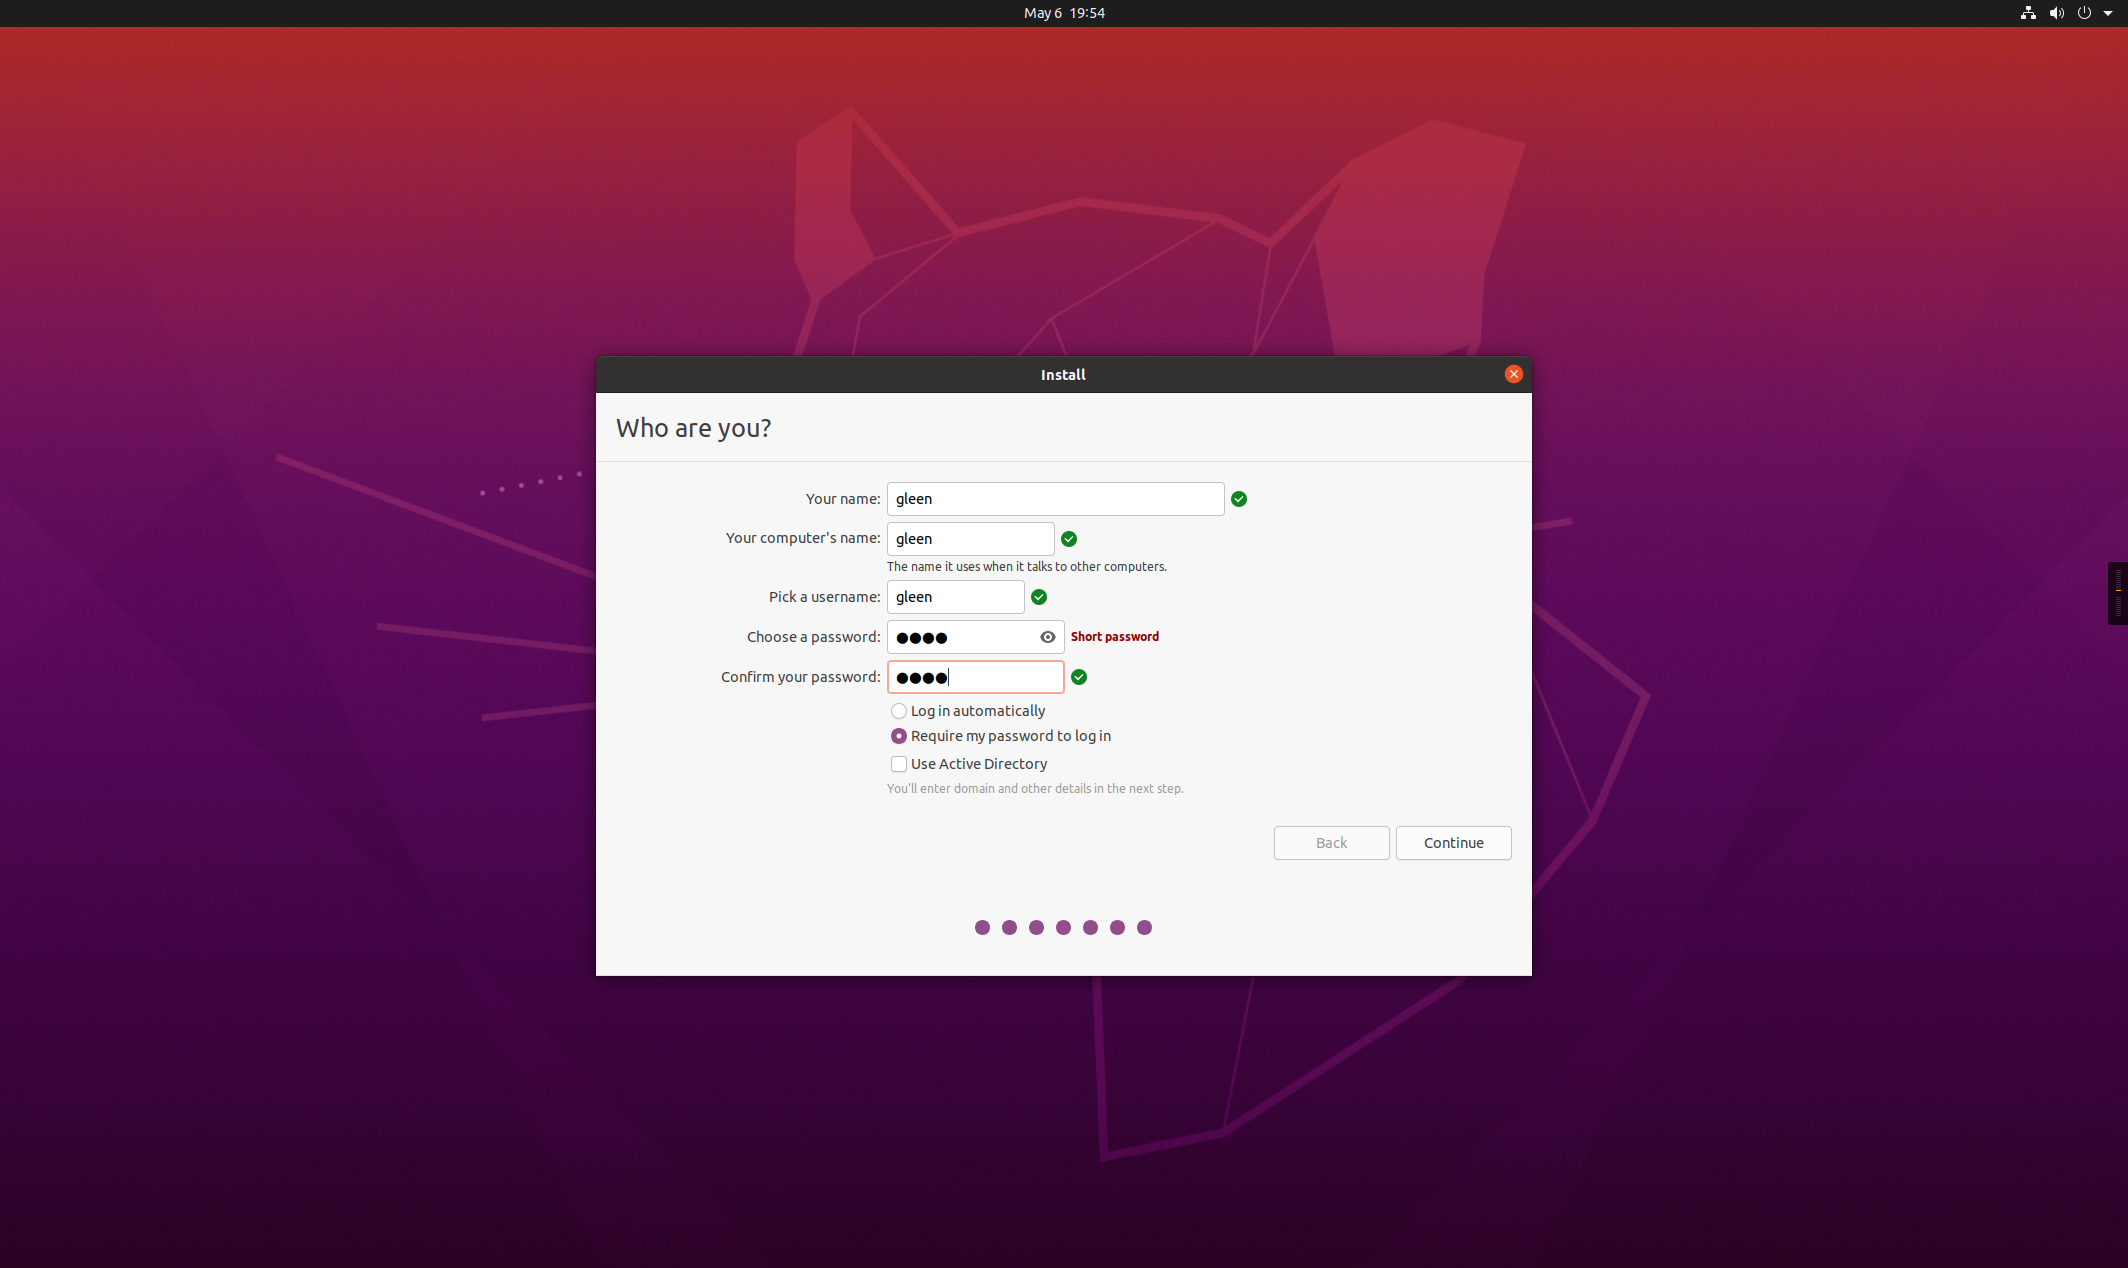 May 6 19:54
Install
Who are you?
Your name: gleen
Your computer's name: gleen
The name it uses when it talks to other computers.
Pick a username: gleen
Choose a password: ●●●● Short password
Confirm your password: ●●●●
Log in automatically
Require my password to log in
Use Active Directory
You'll enter domain and other details in the next step.
Back Continue